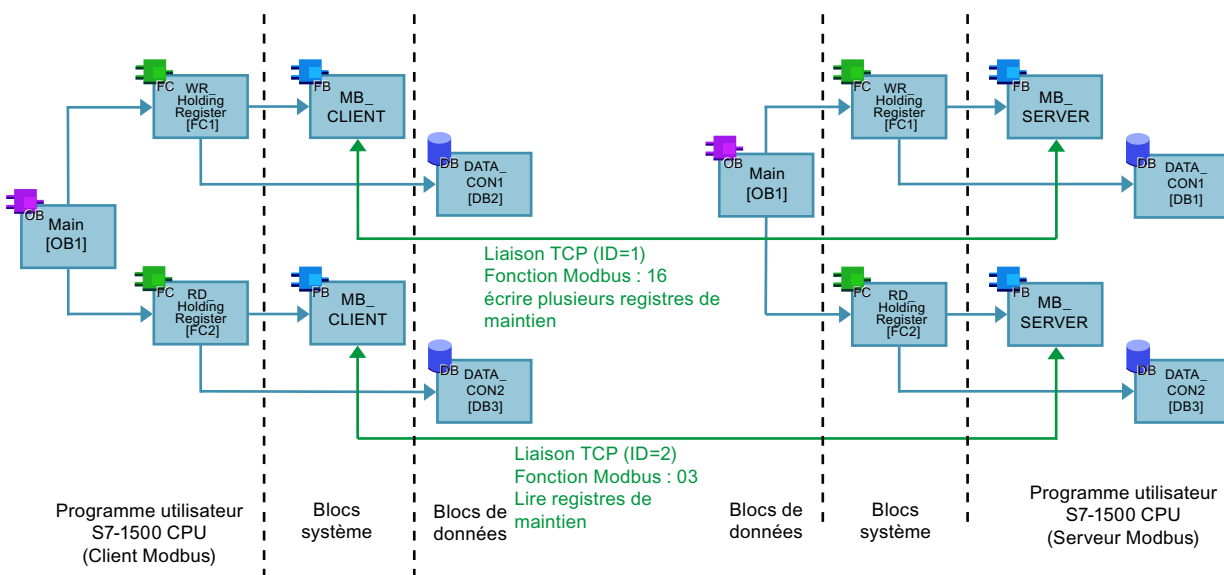 FC
WR_
Holding
Register
[FC1]
FB
MB_
CLIENT
DB
DATA_
CON1
[DB2]
OB
Main
[OB1]
FC
RD_
Holding
Register
[FC2]
FB
MB_
CLIENT
DB
DATA_
CON2
[DB3]
Liaison TCP (ID=1)
Fonction Modbus : 16
écrire plusieurs registres de
maintien
Liaison TCP (ID=2)
Fonction Modbus : 03
Lire registres de
maintien
OB
Main
[OB1]
FC
WR_
Holding
Register
[FC1]
FB
MB_
SERVER
DB
DATA_
CON1
[DB1]
FC
RD_
Holding
Register
[FC2]
FB
MB_
SERVER
DB
DATA_
CON2
[DB3]
Programme utilisateur
S7-1500 CPU
(Client Modbus)
Blocs
système
Blocs de
données
Blocs de
données
Blocs
système
Programme utilisateur
S7-1500 CPU
(Serveur Modbus)